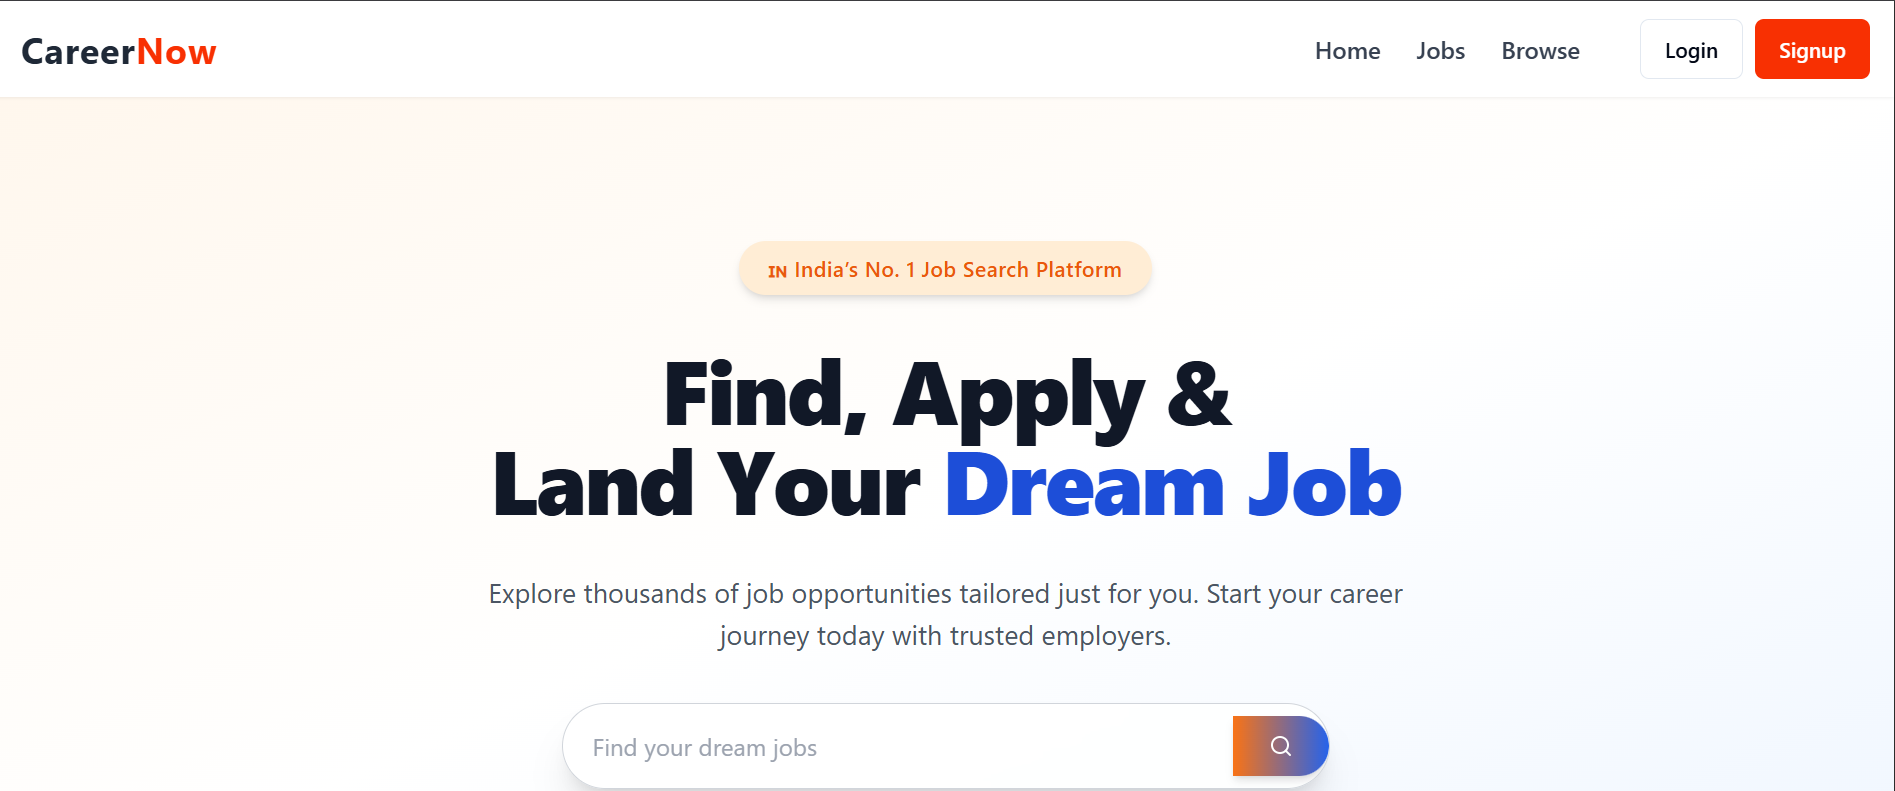 CareerNow
Home Jobs Browse Login Signup
IN India’s No. 1 Job Search Platform
Find, Apply &
Land Your Dream Job
Explore thousands of job opportunities tailored just for you. Start your career
journey today with trusted employers.
Find your dream jobs